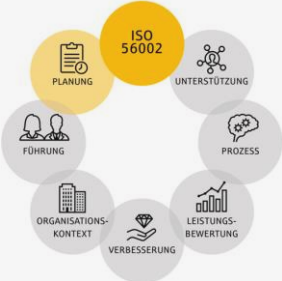 ISO
56002
PLANUNG
UNTERSTÜTZUNG
FÜHRUNG
PROZESS
ORGANISATIONS-
KONTEXT
LEISTUNGS-
BEWERTUNG
VERBESSERUNG